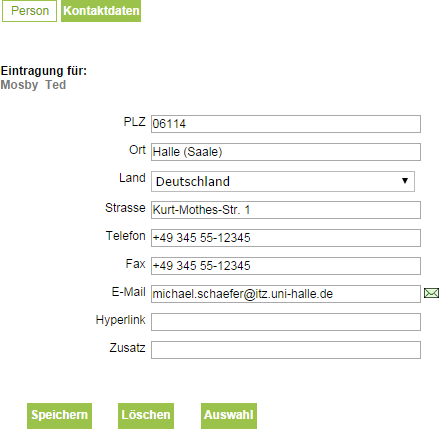 Person Kontaktdaten
Eintragung für:
Mosby Ted
PLZ 06114
Ort Halle (Saale)
Land Deutschland
Strasse Kurt-Mothes-Str. 1
Telefon +49 345 55-12345
Fax +49 345 55-12345
E-Mail michael.schaefer@itz.uni-halle.de
Hyperlink
Zusatz
Speichern Löschen Auswahl